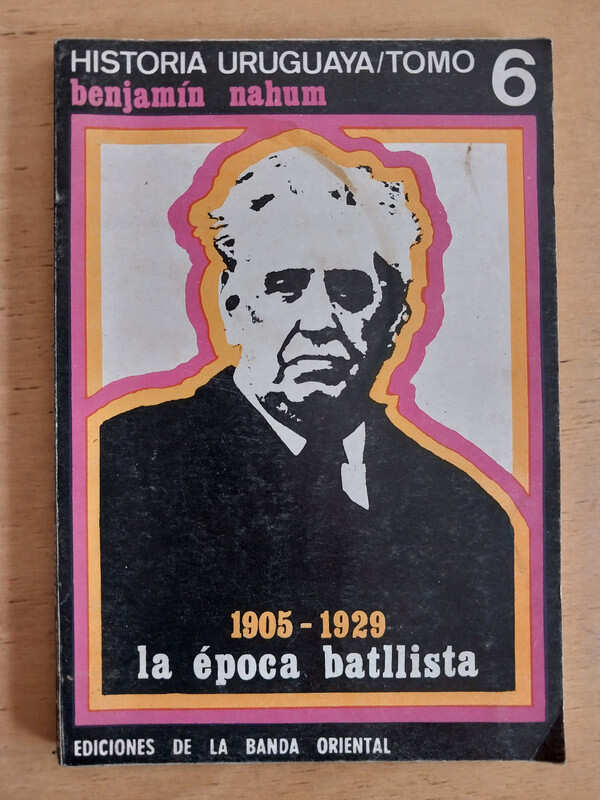 HISTORIA URUGUAYA/TOMO 6
benjamín nahum
1905-1929
la época batllista
EDICIONES DE LA BANDA ORIENTAL